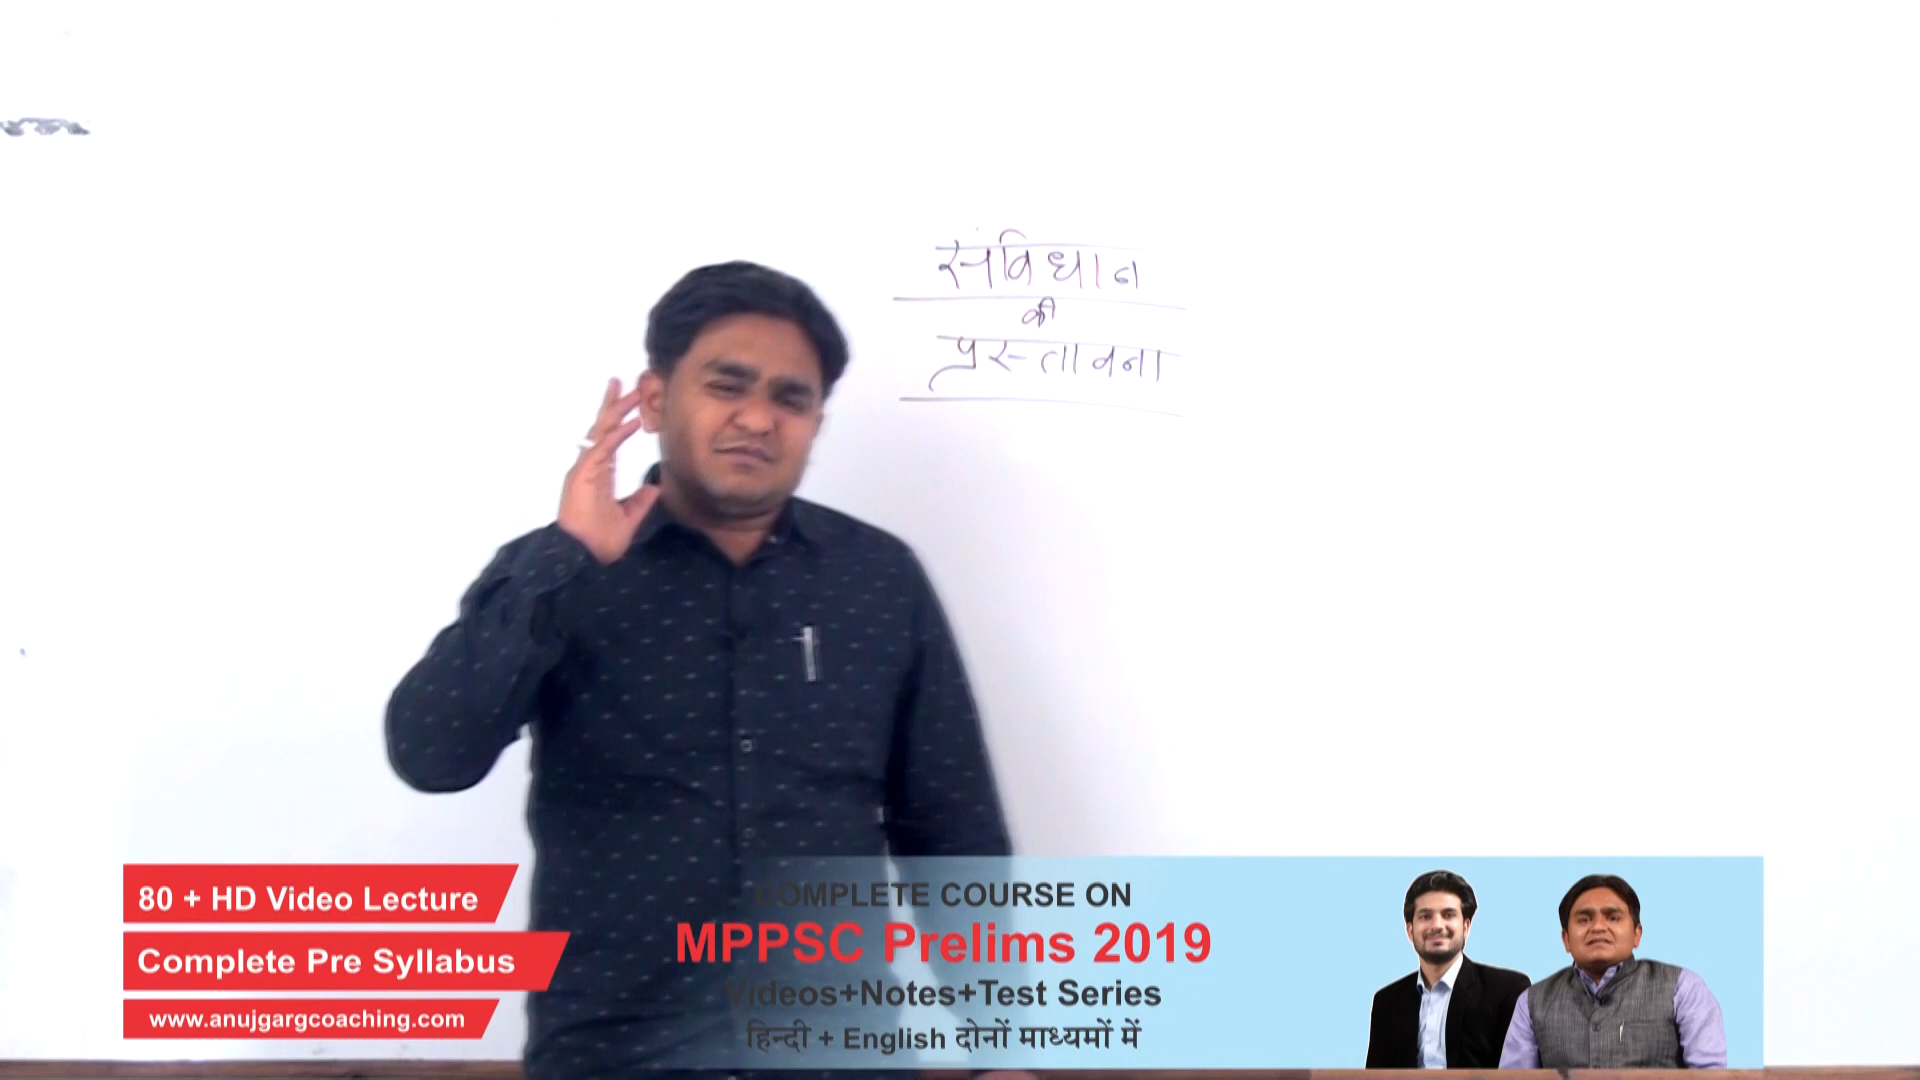 संविधान
की
प्रस्तावना
80 + HD Video Lecture
Complete Pre Syllabus
www.anujgargcoaching.com
COMPLETE COURSE ON
MPPSC Prelims 2019
Videos+Notes+Test Series
हिन्दी + English दोनों माध्यमों में